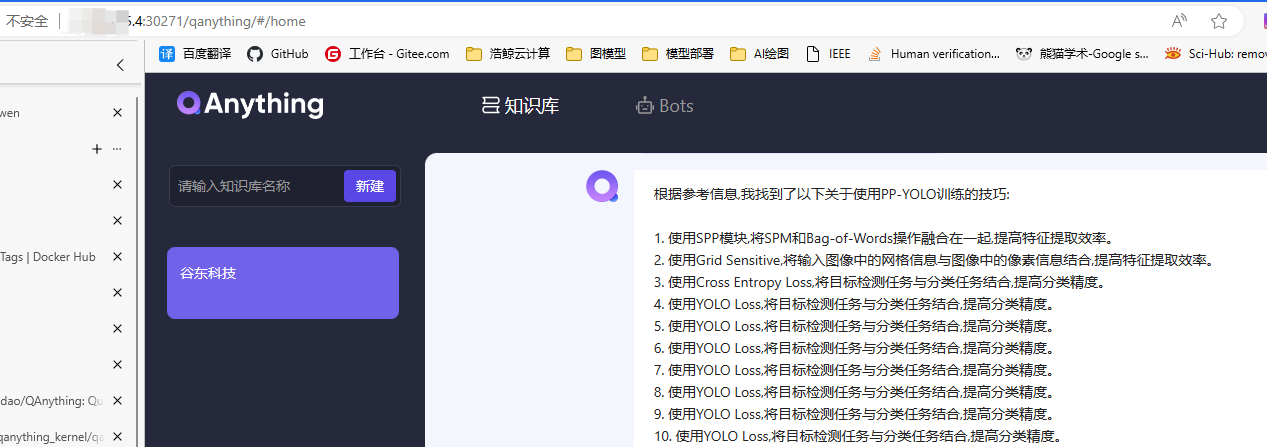 不安全
5.4:30271/qanything/#/home
百度翻译 GitHub 工作台 - Gitee.com 浩鲸云计算 图模型 模型部署 AI绘图 IEEE Human verification... 熊猫学术-Google s... Sci-Hub: remov
wen
QAnything 知识库 Bots
请输入知识库名称 新建
根据参考信息,我找到了以下关于使用PP-YOLO训练的技巧:
1. 使用SPP模块,将SPM和Bag-of-Words操作融合在一起,提高特征提取效率。
Tags | Docker Hub
2. 使用Grid Sensitive,将输入图像中的网格信息与图像中的像素信息结合,提高特征提取效率。
谷东科技
3. 使用Cross Entropy Loss,将目标检测任务与分类任务结合,提高分类精度。
4. 使用YOLO Loss,将目标检测任务与分类任务结合,提高分类精度。
5. 使用YOLO Loss,将目标检测任务与分类任务结合,提高分类精度。
6. 使用YOLO Loss,将目标检测任务与分类任务结合,提高分类精度。
7. 使用YOLO Loss,将目标检测任务与分类任务结合,提高分类精度。
8. 使用YOLO Loss,将目标检测任务与分类任务结合,提高分类精度。
dao/QAnything: Qu
9. 使用YOLO Loss,将目标检测任务与分类任务结合,提高分类精度。
qanything_kernel/qa
10. 使用YOLO Loss,将目标检测任务与分类任务结合,提高分类精度。